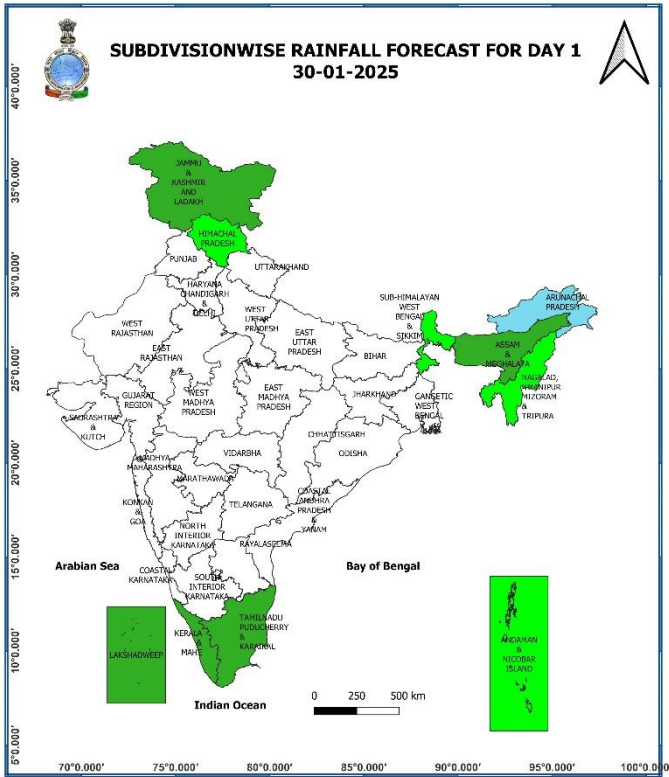 SUBDIVISIONWISE RAINFALL FORECAST FOR DAY 1
30-01-2025
40°0.000'
35°0.000'
30°0.000'
25°0.000'
20°0.000'
15°0.000'
10°0.000'
5°0.000'
JAMMU
&
KASHMIR
AND
LADAKH
HIMACHAL
PRADESH
PUNJAB
UTTARAKHAND
HARYANA
CHANDIGARH
&
DELHI
WEST
UTTAR
PRADESH
EAST
UTTAR
PRADESH
WEST
RAJASTHAN
EAST
RAJASTHAN
SUB-HIMALAYAN
WEST
BENGAL
&
SIKKIM
ARUNACHAL
PRADESH
ASSAM
&
MEGHALAYA
NAGALAD,
MANIPUR
MIZORAM
&
TRIPURA
BIHAR
JHARKHAND
GANGETIC
WEST
BENGAL
GUJARAT
REGION
SAURASHTRA
&
KUTCH
WEST
MADHYA
PRADESH
EAST
MADHYA
PRADESH
CHHATTISTGARH
ODISHA
VIDARBHA
MADHYA
MAHARASHTRA
MARATHAWADA
KONKAN
&
GOA
TELANGANA
COASTAL
ANDHRA
PRADESH
&
YANAM
NORTH
INTERIOR
KARNATAKA
RAYALASEEMA
COASTAL
KARNATAKA
SOUTH
INTERIOR
KARNATAKA
Arabian Sea
Bay of Bengal
TAMILNADU
PUDUCHERRY
&
KARAIKAL
KERALA
&
MAHE
LAKSHADWEEP
ANDAMAN
&
NICOBAR
ISLAND
Indian Ocean
0 250 500 km
70°0.000' 75°0.000' 80°0.000' 85°0.000' 90°0.000' 95°0.000' 100°0.000'